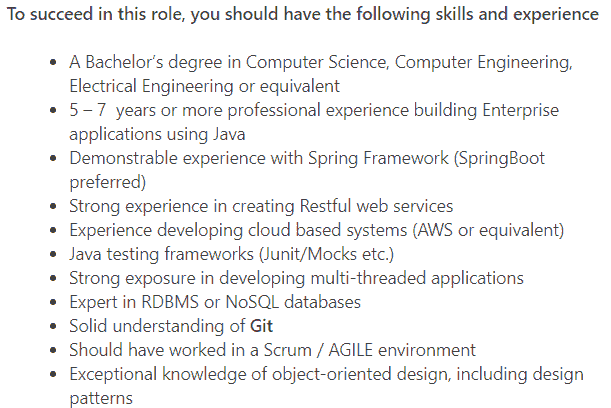 To succeed in this role, you should have the following skills and experience
• A Bachelor's degree in Computer Science, Computer Engineering,
Electrical Engineering or equivalent
• 5 – 7  years or more professional experience building Enterprise
applications using Java
• Demonstrable experience with Spring Framework (SpringBoot
preferred)
• Strong experience in creating Restful web services
• Experience developing cloud based systems (AWS or equivalent)
• Java testing frameworks (Junit/Mocks etc.)
• Strong exposure in developing multi-threaded applications
• Expert in RDBMS or NoSQL databases
• Solid understanding of Git
• Should have worked in a Scrum / AGILE environment
• Exceptional knowledge of object-oriented design, including design
patterns